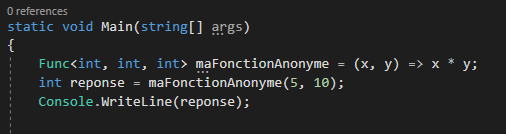 0 references
static void Main(string[] args)
{
Func<int, int, int> maFonctionAnonyme = (x, y) => x * y;
int reponse = maFonctionAnonyme(5, 10);
Console.WriteLine(reponse);